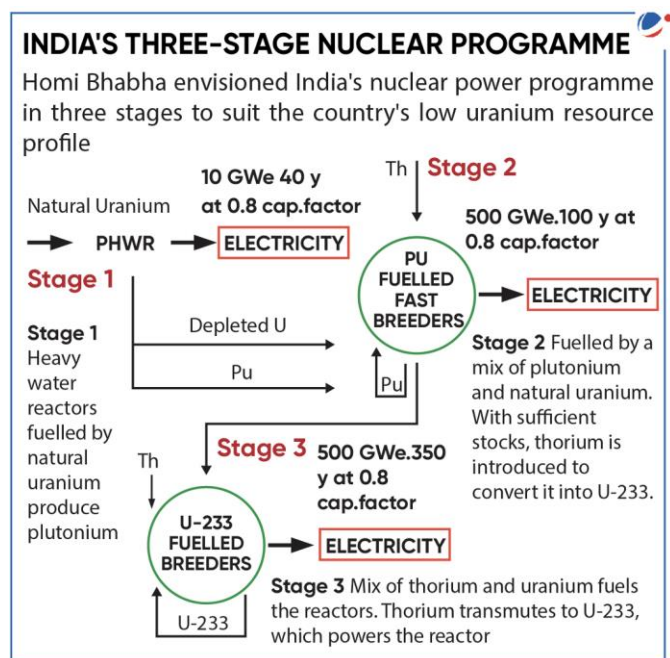 INDIA'S THREE-STAGE NUCLEAR PROGRAMME
Homi Bhabha envisioned India's nuclear power programme
in three stages to suit the country's low uranium resource
profile
Natural Uranium
PHWR
10 GWe 40 y
at 0.8 cap.factor
ELECTRICITY
Stage 1
Stage 1
Heavy
water
reactors
fuelled by
natural
uranium
produce
plutonium
Depleted U
Pu
Th
Stage 2
500 GWe.100 y at
0.8 cap.factor
PU
FUELLED
FAST
BREEDERS
ELECTRICITY
Pu
Stage 2 Fuelled by a
mix of plutonium
and natural uranium.
With sufficient
stocks, thorium is
introduced to
convert it into U-233.
Stage 3
500 GWe.350
y at 0.8
cap.factor
Th
U-233
FUELLED
BREEDERS
ELECTRICITY
U-233
Stage 3 Mix of thorium and uranium fuels
the reactors. Thorium transmutes to U-233,
which powers the reactor